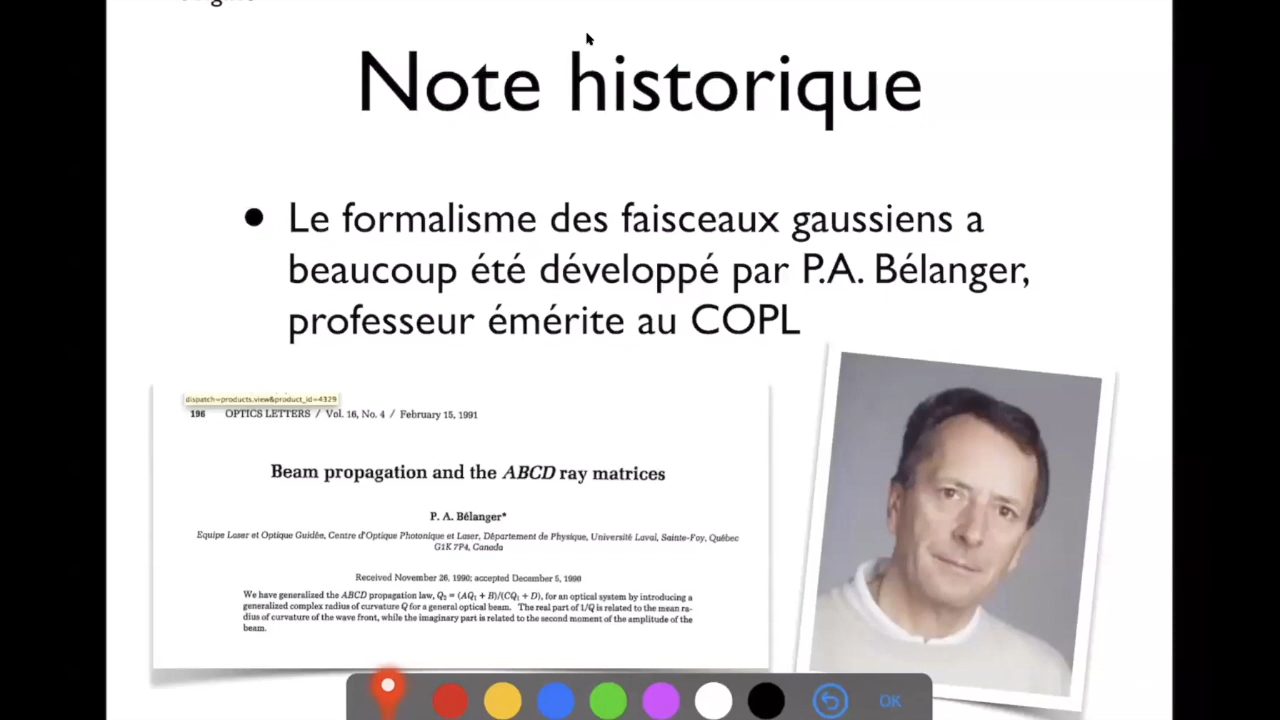 Note historique
• Le formalisme des faisceaux gaussiens a
beaucoup été développé par P.A. Bélanger,
professeur émérite au COPL
dispatch=products.view&product_id=4329
196 OPTICS LETTERS / Vol. 16, No. 4 / February 15, 1991
Beam propagation and the ABCD ray matrices
P. A. Bélanger*
Equipe Laser et Optique Guidée, Centre d'Optique Photonique et Laser, Département de Physique, Université Laval, Sainte-Foy, Québec
G1K 7P4, Canada
Received November 26, 1990; accepted December 5, 1990
We have generalized the ABCD propagation law, Q₂ = (AQ₁ + B)/(CQ₁ + D), for an optical system by introducing a
generalized complex radius of curvature Q for a general optical beam. The real part of 1/Q is related to the mean ra-
dius of curvature of the wave front, while the imaginary part is related to the second moment of the amplitude of the
beam.
OK